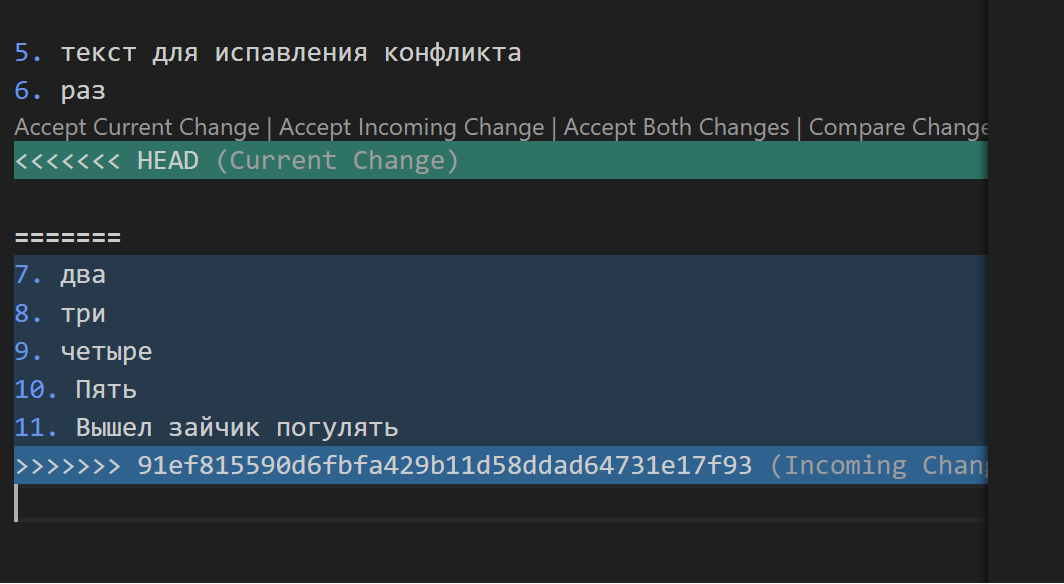 5. текст для испавления конфликта
6. раз
Accept Current Change | Accept Incoming Change | Accept Both Changes | Compare Change
<<<<<<< HEAD (Current Change)
=======
7. два
8. три
9. четыре
10. Пять
11. Вышел зайчик погулять
>>>>>>> 91ef815590d6fbfa429b11d58ddad64731e17f93 (Incoming Chang